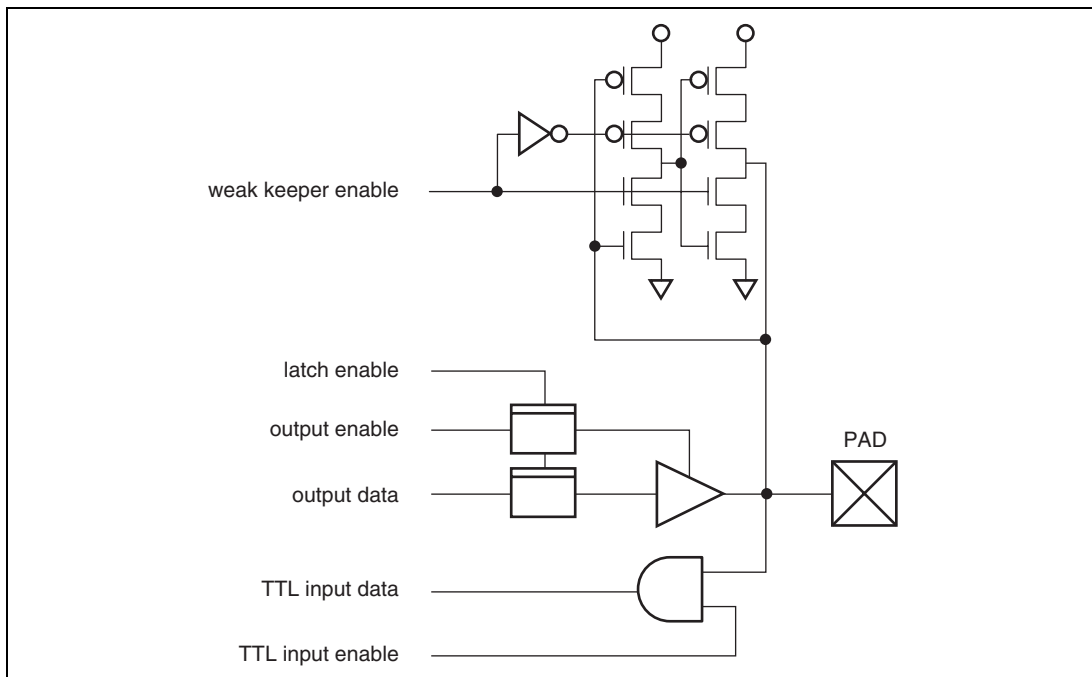 weak keeper enable
latch enable
output enable
PAD
output data
TTL input data
TTL input enable